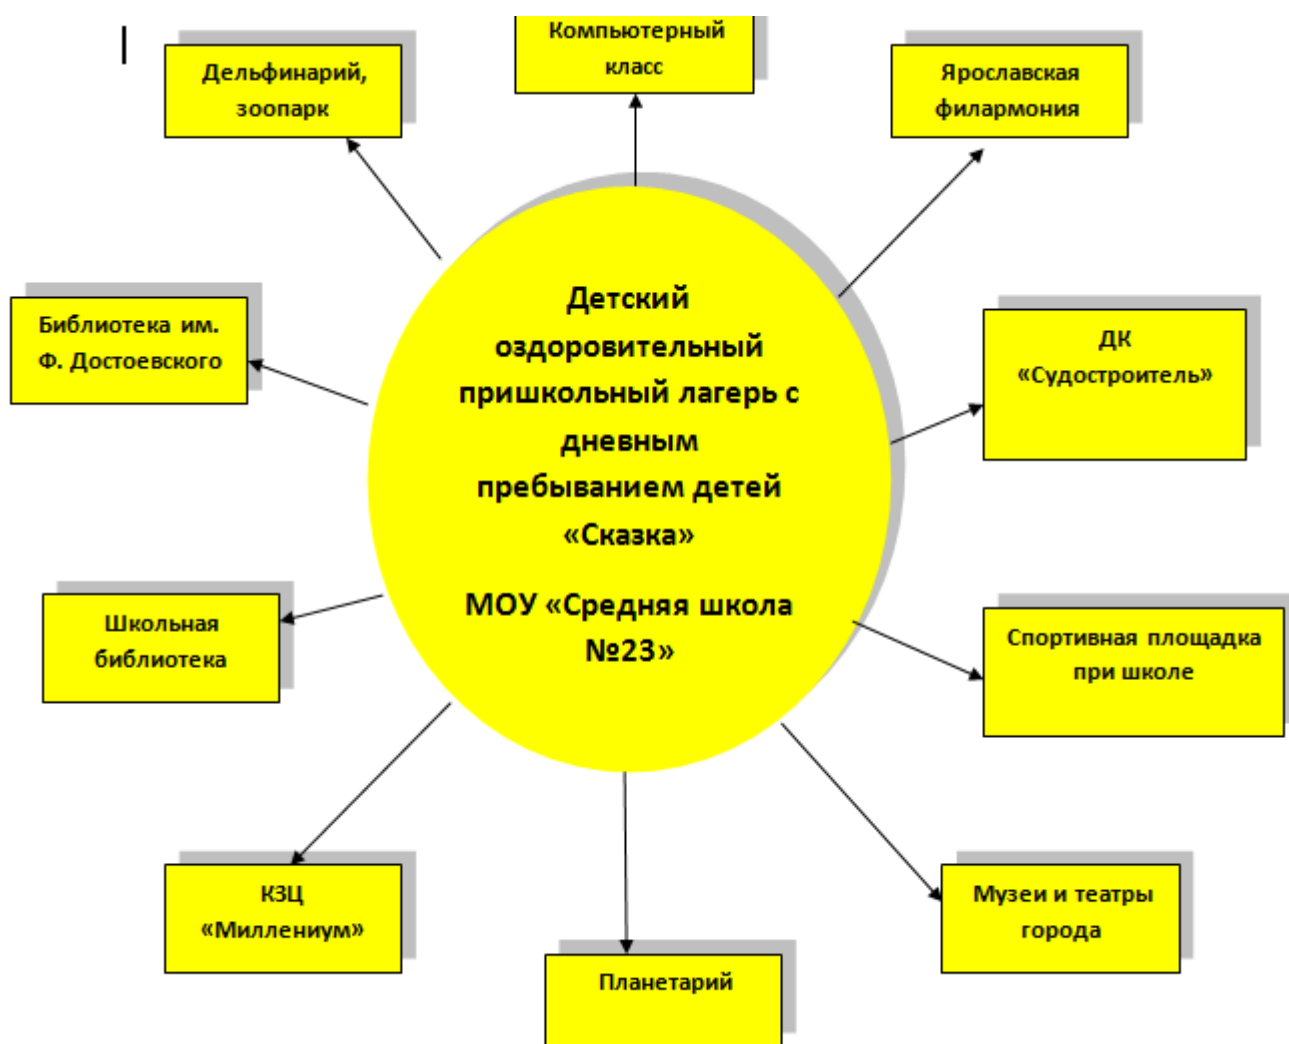 Компьютерный
класс
Дельфинарий,
зоопарк
Ярославская
филармония
Библиотека им.
Ф. Достоевского
Детский
оздоровительный
пришкольный лагерь с
дневным
пребыванием детей
«Сказка»
МОУ «Средняя школа
№23»
ДК
«Судостроитель»
Школьная
библиотека
Спортивная площадка
при школе
КЗЦ
«Миллениум»
Музеи и театры
города
Планетарий